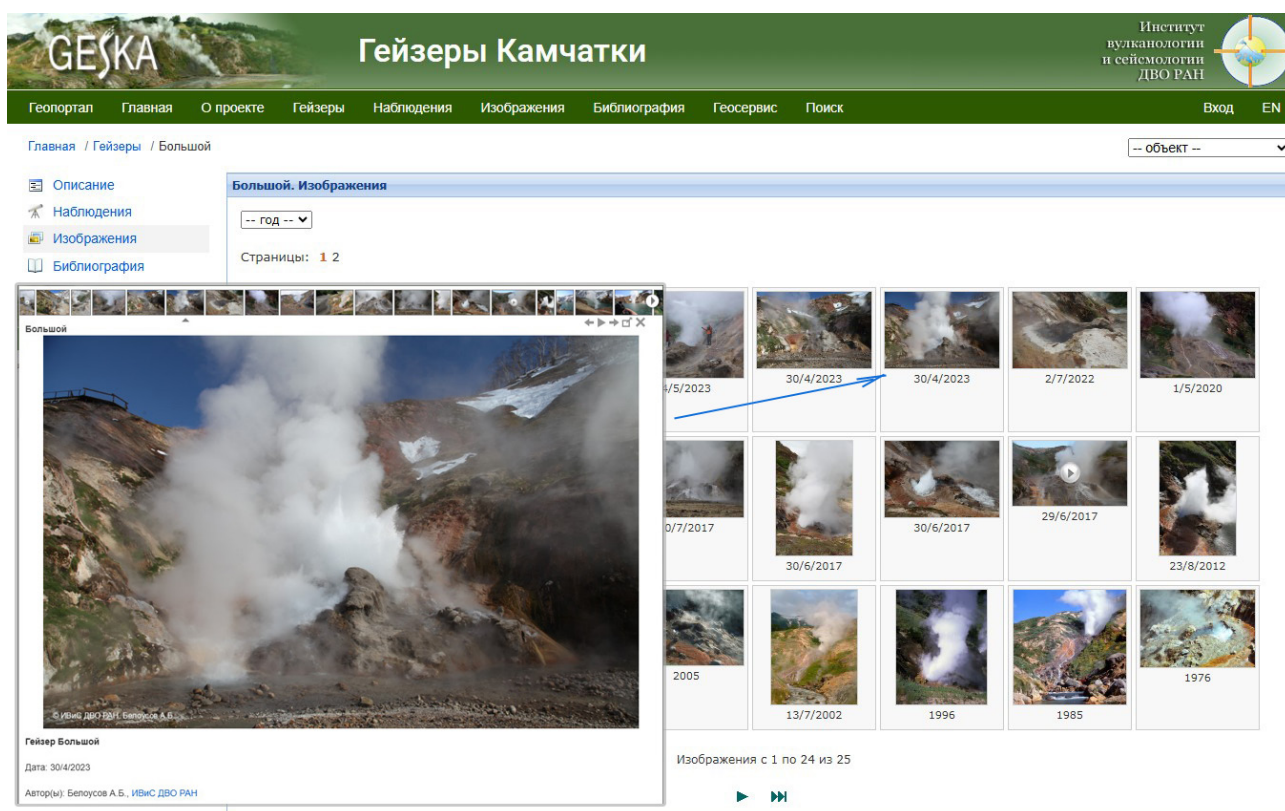 GESKA
Гейзеры Камчатки
Институт
вулканологии
и сейсмологии
ДВО РАН
Геопортал Главная О проекте Гейзеры Наблюдения Изображения Библиография Геосервис Поиск Вход EN
Главная / Гейзеры / Большой
-- объект --
Описание
Наблюдения
Изображения
Библиография
Большой. Изображения
-- год --
Страницы: 1 2
Большой
© ИВиС ДВО РАН, Белоусов А.Б.
Гейзер Большой
Дата: 30/4/2023
Автор(ы): Белоусов А.Б., ИВиС ДВО РАН
/5/2023 30/4/2023 30/4/2023 2/7/2022 1/5/2020
0/7/2017 30/6/2017 30/6/2017 29/6/2017 23/8/2012
2005 13/7/2002 1996 1985 1976
Изображения с 1 по 24 из 25